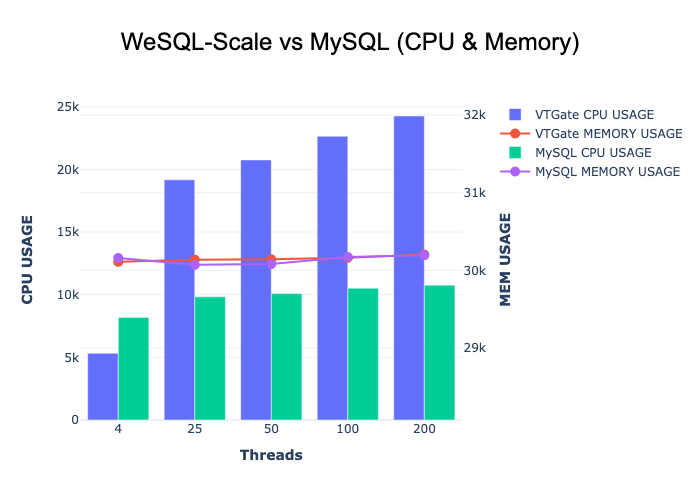 WeSQL-Scale vs MySQL (CPU & Memory)
25k
20k
15k
10k
5k
0
CPU USAGE
4
25
50
100
200
Threads
32k
31k
30k
29k
MEM USAGE
VTGate CPU USAGE
VTGate MEMORY USAGE
MySQL CPU USAGE
MySQL MEMORY USAGE